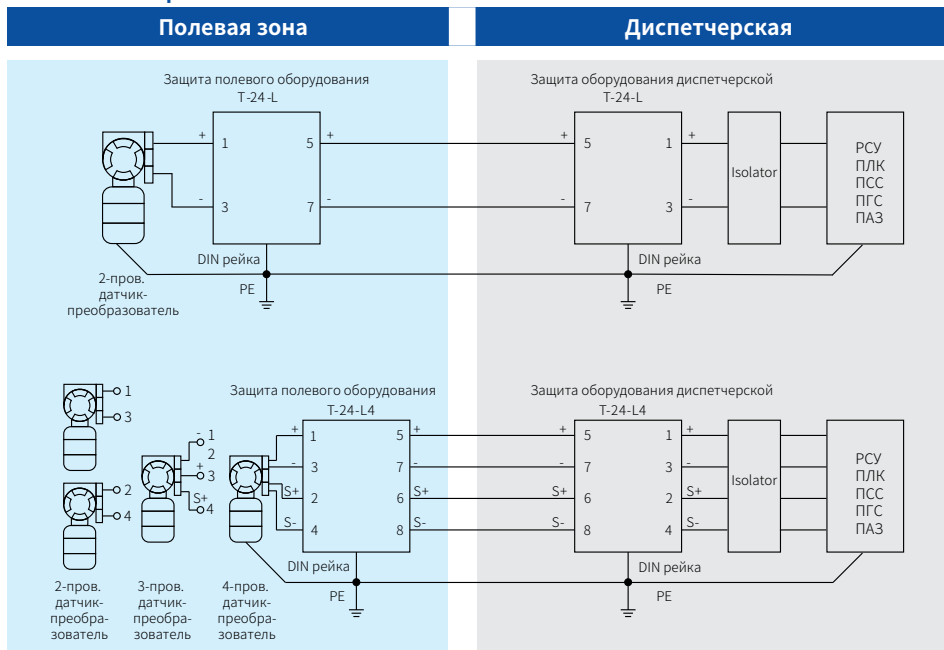 Полевая зона
Диспетчерская
Защита полевого оборудования
T-24-L
+
1
5
+
-
3
7
-
DIN рейка
PE
2-пров.
датчик-
преобразователь
Защита оборудования диспетчерской
T-24-L
+
5
1
+
-
7
3
-
Isolator
РСУ
ПЛК
ПСС
ПГС
ПАЗ
DIN рейка
PE
1
3
2
4
- 1
2
+
3
S+
4
Защита полевого оборудования
T-24-L4
+
1
5
+
-
3
7
-
S+
2
6
S+
S-
4
8
S-
DIN рейка
PE
2-пров.
датчик-
преобра-
зователь
3-пров.
датчик-
преобра-
зователь
4-пров.
датчик-
преобра-
зователь
Защита оборудования диспетчерской
T-24-L4
+
5
1
+
-
7
3
-
S+
6
2
S+
S-
8
4
S-
Isolator
РСУ
ПЛК
ПСС
ПГС
ПАЗ
DIN рейка
PE